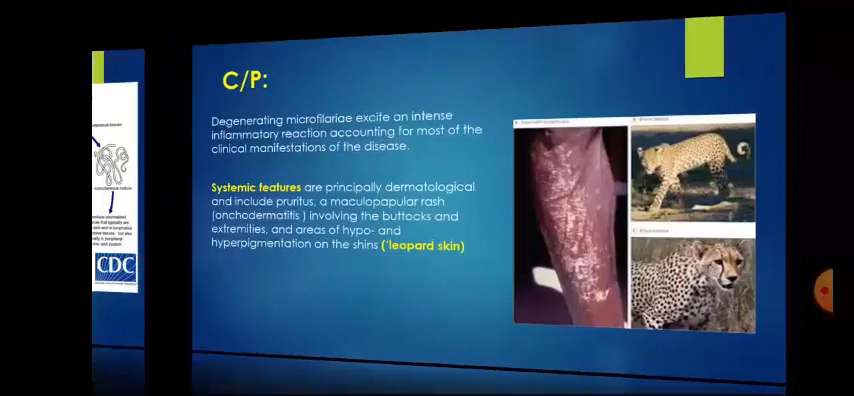 C/P:
Degenerating microfilariae excite an intense
inflammatory reaction accounting for most of the
clinical manifestations of the disease.
Systemic features are principally dermatological
and include pruritus, a maculopapular rash
(onchodermatitis ) involving the buttocks and
extremities, and areas of hypo- and
hyperpigmentation on the shins ('leopard skin)
CDC